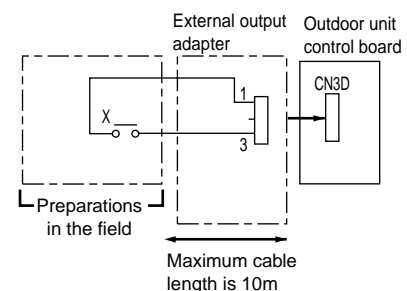 External output
adapter
Outdoor unit
control board
CN3D
1
X
3
Preparations
in the field
Maximum cable
length is 10m